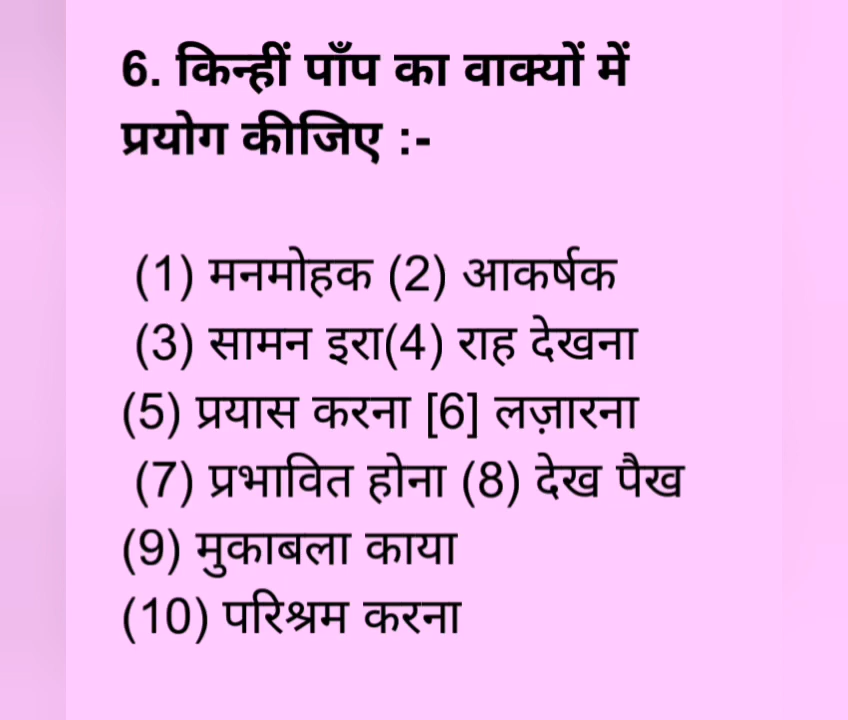 6. किन्हीं पाँप का वाक्यों में
प्रयोग कीजिए :-
(1) मनमोहक (2) आकर्षक
(3) सामन इरा(4) राह देखना
(5) प्रयास करना [6] लज़ारना
(7) प्रभावित होना (8) देख पैख
(9) मुकाबला काया
(10) परिश्रम करना